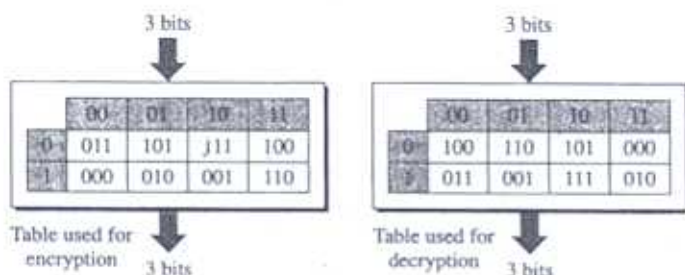 3 bits
00 01 10 11
0 011 101 111 100
1 000 010 001 110
Table used for
encryption
3 bits
3 bits
00 01 10 11
0 100 110 101 000
1 011 001 111 010
Table used for
decryption
3 bits